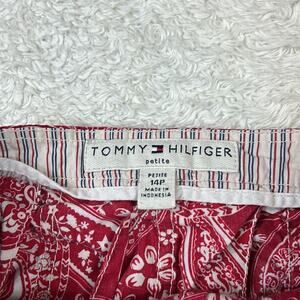 TOMMY HILFIGER
petite
PETITE
14P
MADE IN
INDONESIA